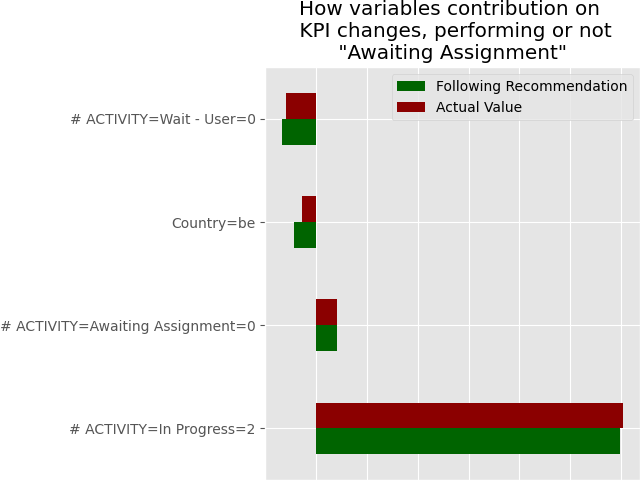 How variables contribution on
KPI changes, performing or not
"Awaiting Assignment"
Following Recommendation
Actual Value
# ACTIVITY=Wait - User=0
Country=be
# ACTIVITY=Awaiting Assignment=0
# ACTIVITY=In Progress=2